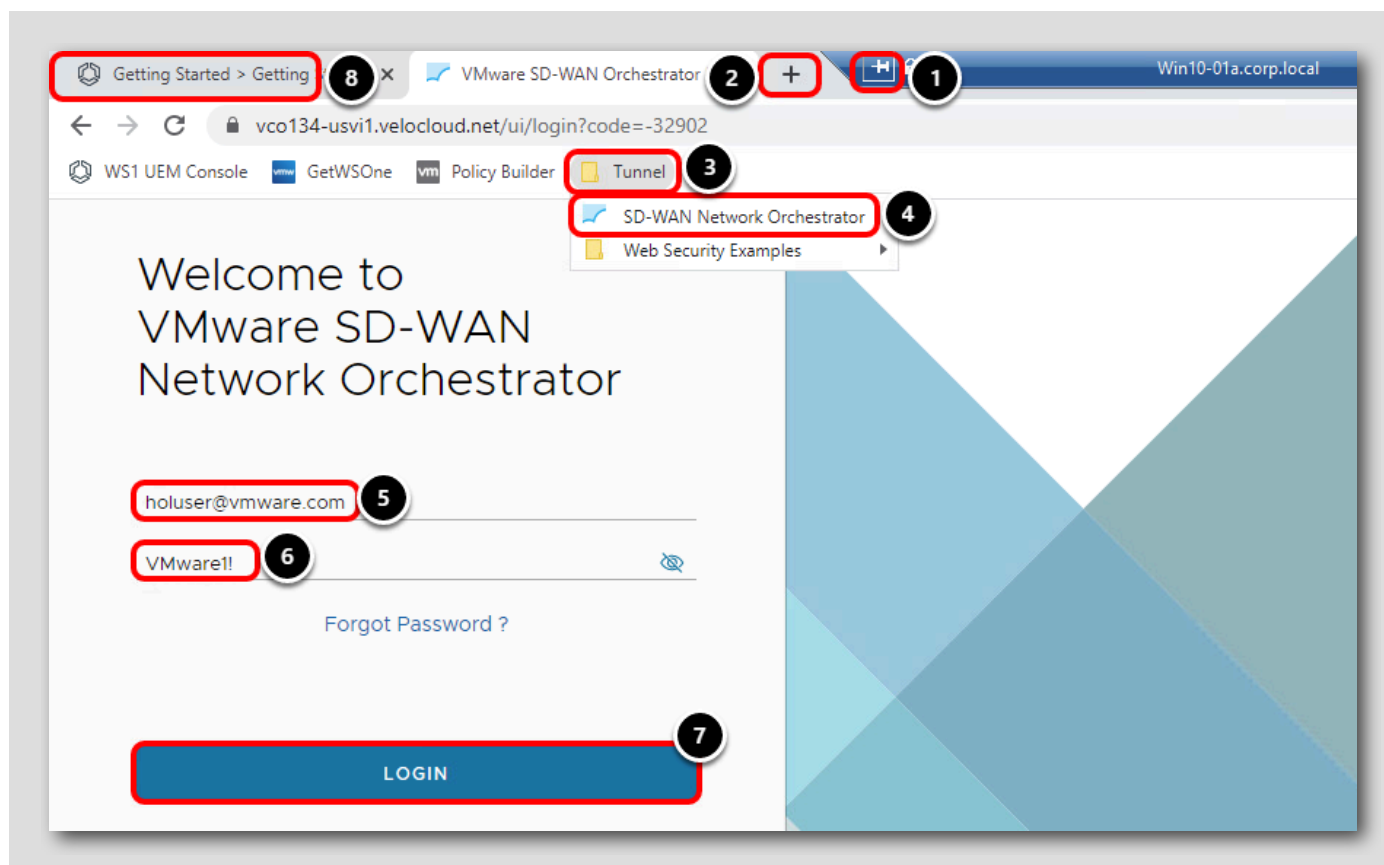 Getting Started > Getting 8 × VMware SD-WAN Orchestrator 2 + 1 Win10-01a.corp.local
vco134-usvi1.velocloud.net/ui/login?code=-32902
WS1 UEM Console vmw GetWSOne vm Policy Builder Tunnel 3
SD-WAN Network Orchestrator 4
Web Security Examples
Welcome to
VMware SD-WAN
Network Orchestrator
holuser@vmware.com 5
VMware1! 6
Forgot Password ?
7
LOGIN